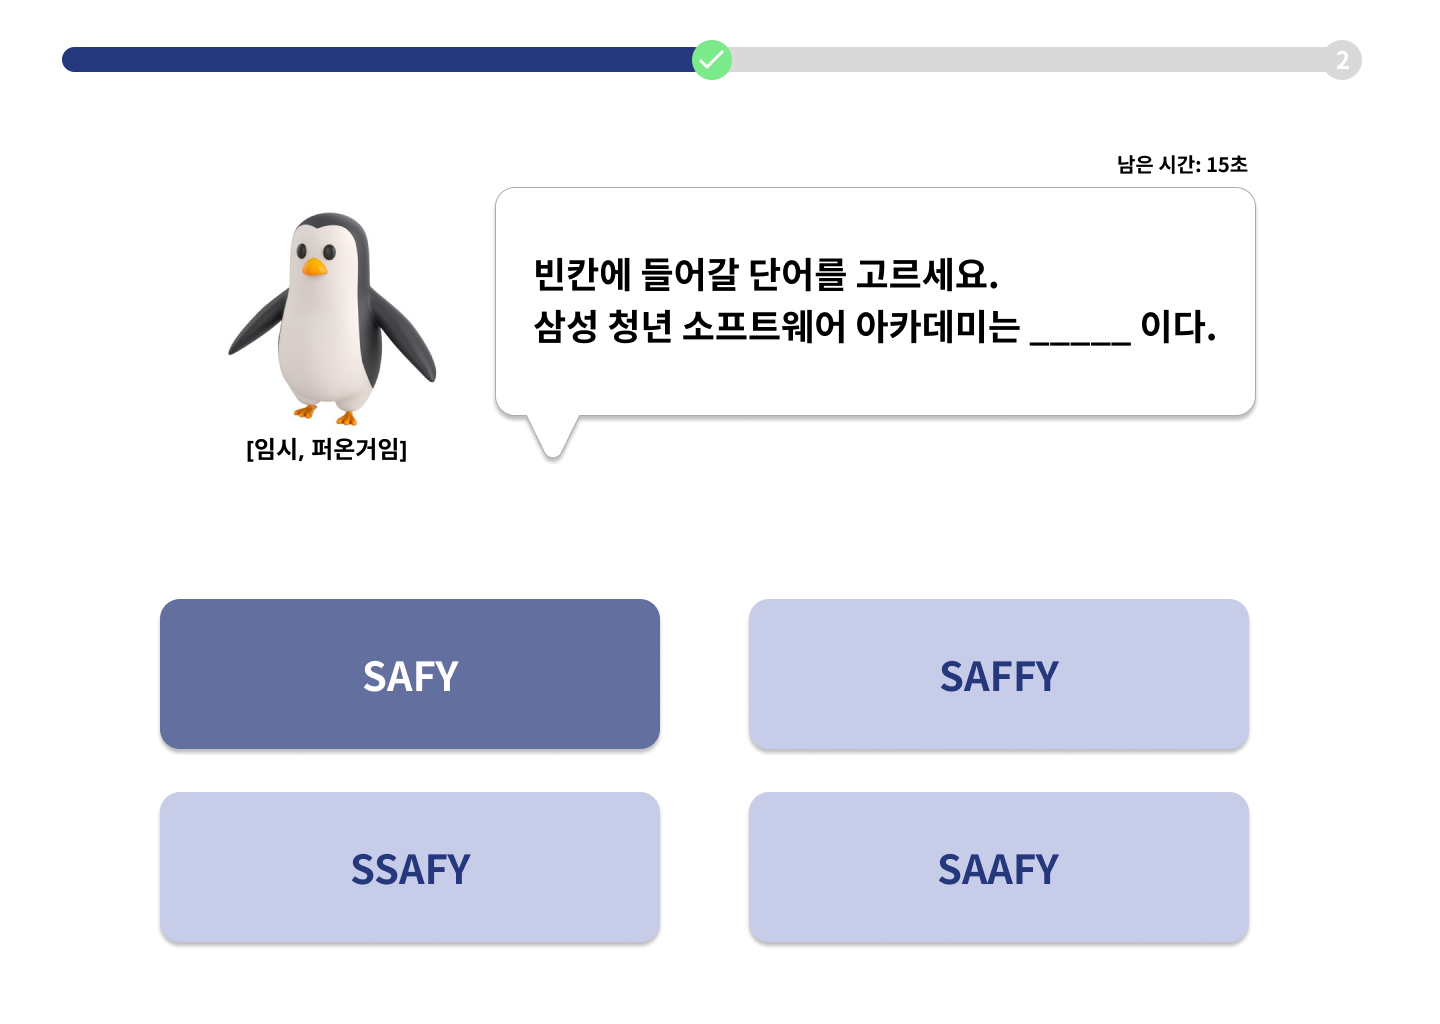 2
남은 시간: 15초
빈칸에 들어갈 단어를 고르세요.
삼성 청년 소프트웨어 아카데미는 _____ 이다.
[임시, 퍼온거임]
SAFY
SAFFY
SSAFY
SAAFY